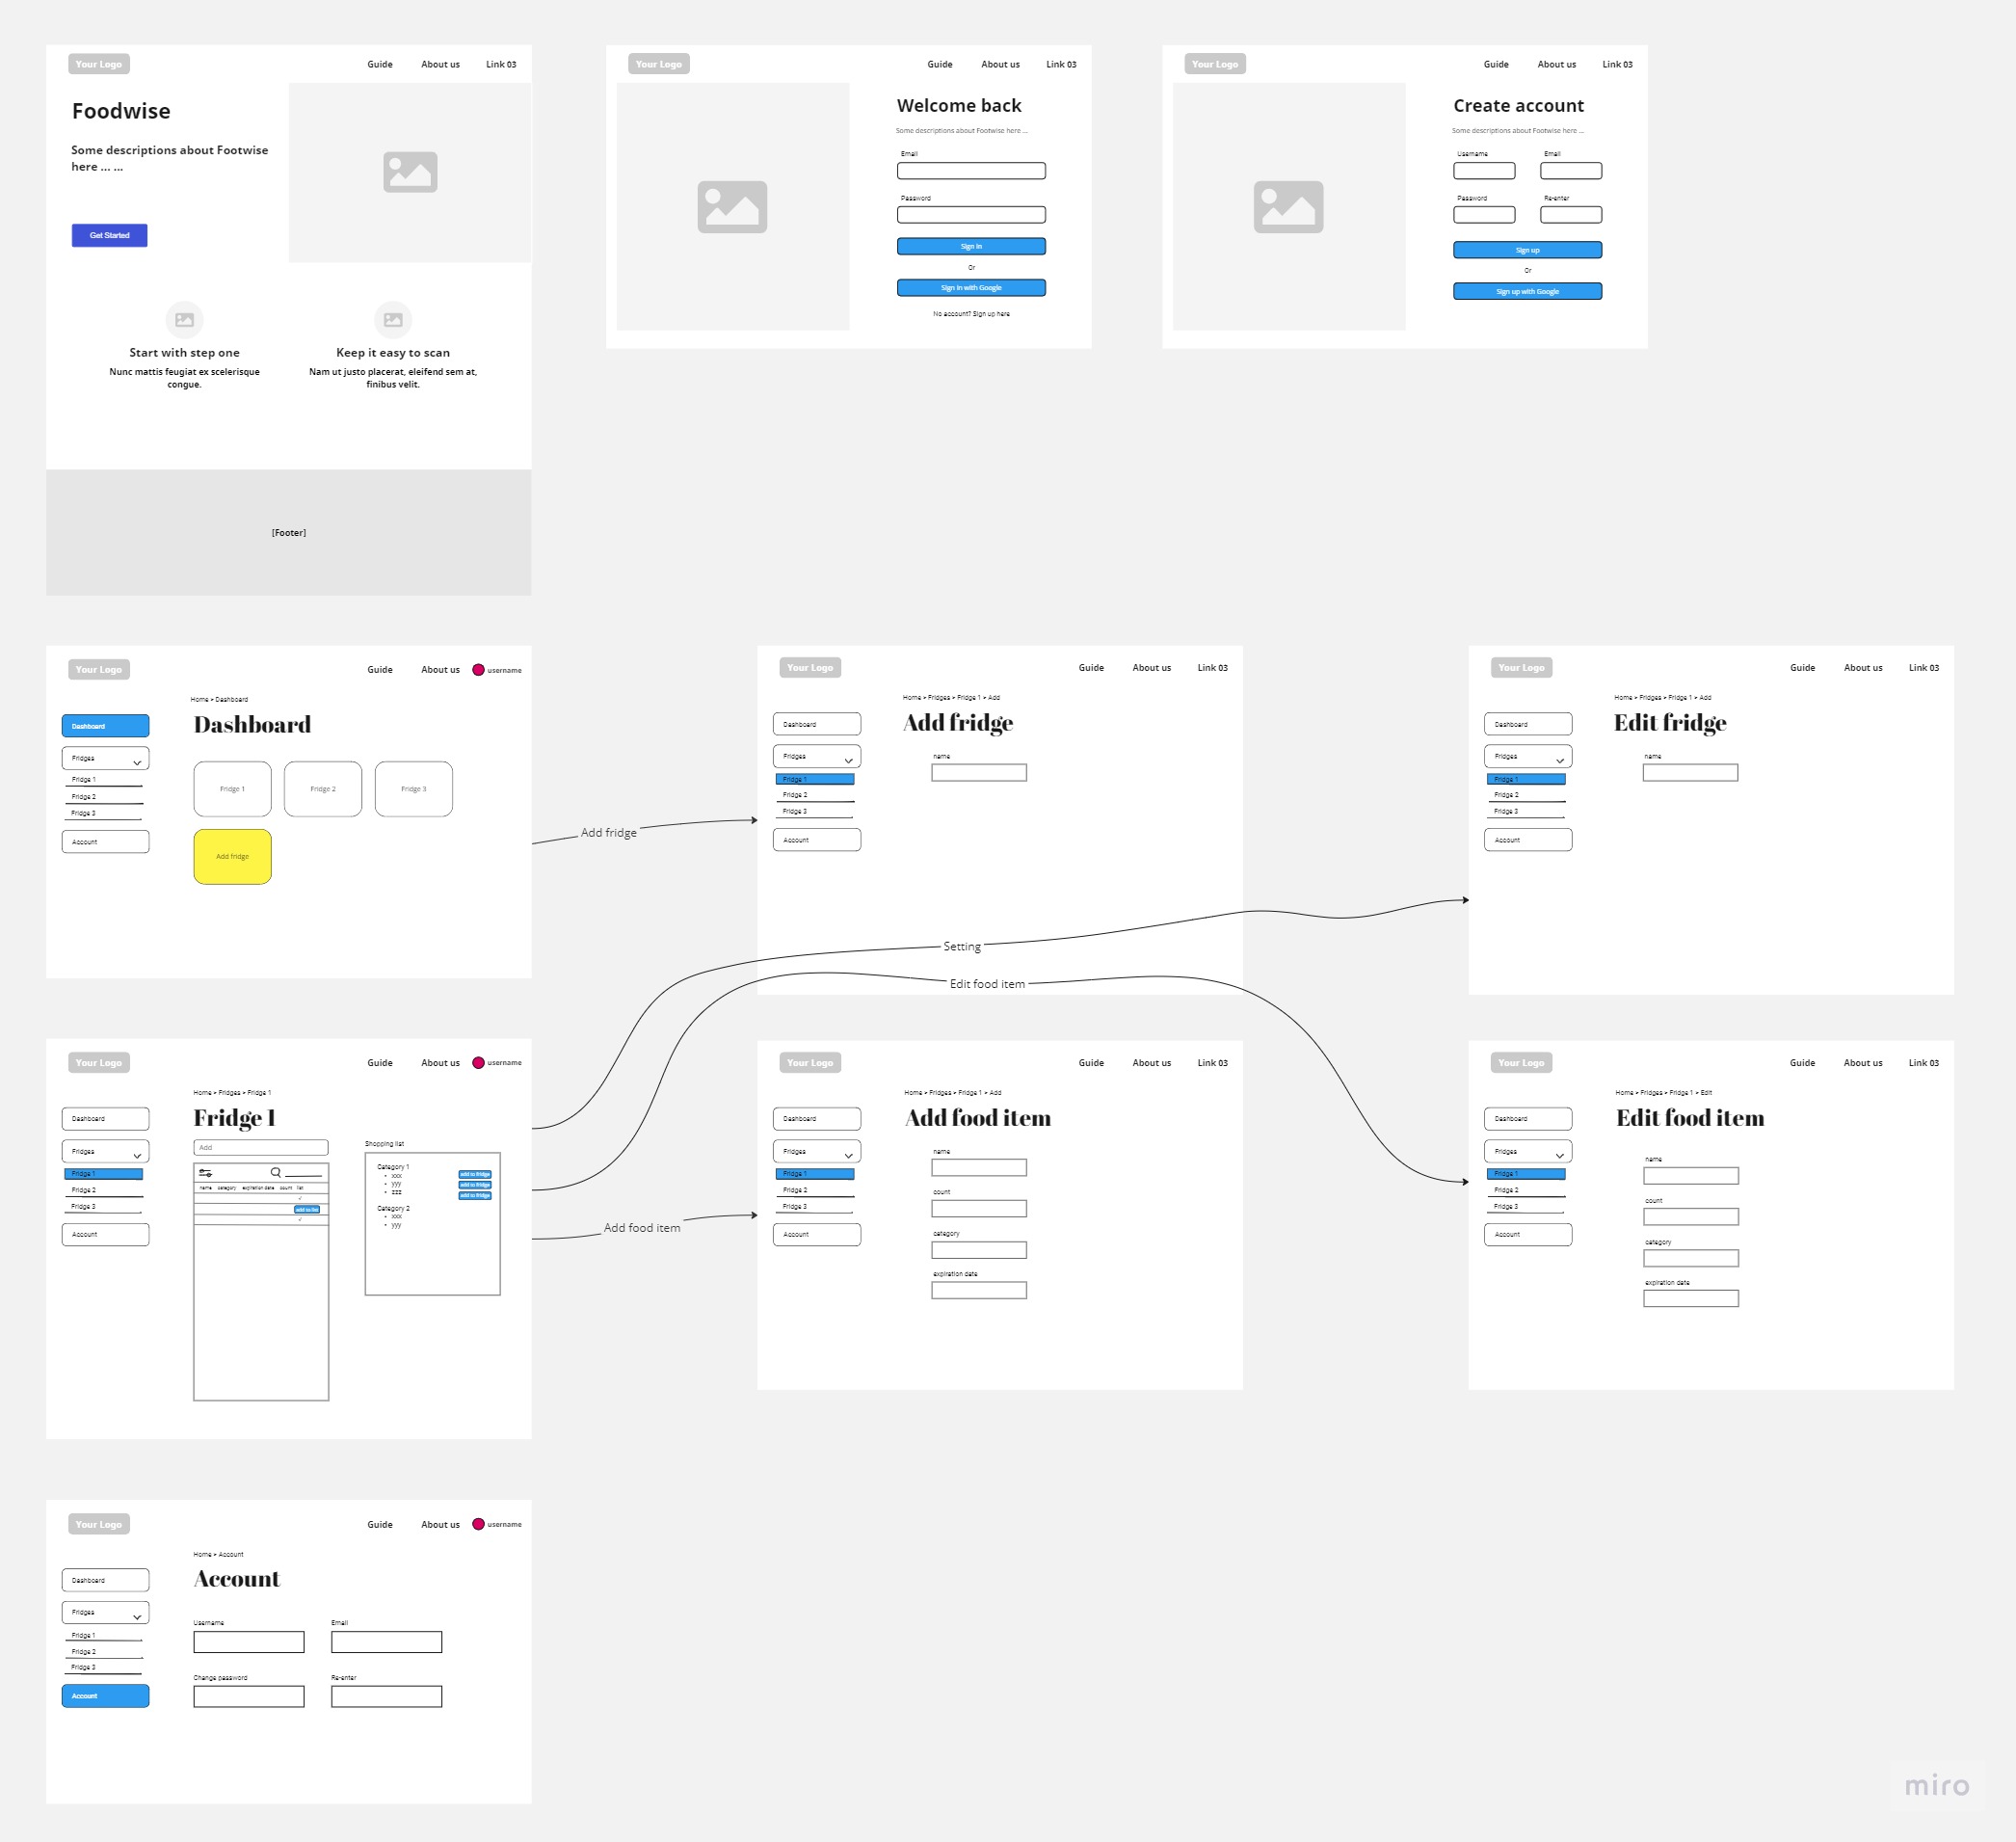 Your Logo
Guide
About us
Link 03
Foodwise
Some descriptions about Footwise
here ... ...
Get Started
Start with step one
Nunc mattis feugiat ex scelerisque
congue.
Keep it easy to scan
Nam ut justo placerat, eleifend sem at,
finibus velit.
[Footer]
Your Logo
Guide
About us
Link 03
Welcome back
Some descriptions about Footwise here ...
Email
Password
Sign in
Or
Sign in with Google
No account? Sign up here
Your Logo
Guide
About us
Link 03
Create account
Some descriptions about Footwise here ...
Username
Email
Password
Re-enter
Sign up
Or
Sign up with Google
Your Logo
Guide
About us
username
Home > Dashboard
Dashboard
Dashboard
Fridges
Fridge 1
Fridge 2
Fridge 3
Account
Fridge 1
Fridge 2
Fridge 3
Add fridge
Add fridge
Your Logo
Guide
About us
Link 03
Home > Fridges > Fridge 1 > Add
Add fridge
Dashboard
Fridges
Fridge 1
Fridge 2
Fridge 3
Account
name
Your Logo
Guide
About us
Link 03
Home > Fridges > Fridge 1 > Add
Edit fridge
Dashboard
Fridges
Fridge 1
Fridge 2
Fridge 3
Account
name
Setting
Edit food item
Your Logo
Guide
About us
username
Home > Fridges > Fridge 1
Fridge 1
Dashboard
Fridges
Fridge 1
Fridge 2
Fridge 3
Account
Add
name category expiration date count list
add to list
Shopping list
Category 1
xxx
yyy
zzz
add to fridge
add to fridge
add to fridge
Category 2
xxx
yyy
Add food item
Your Logo
Guide
About us
Link 03
Home > Fridges > Fridge 1 > Add
Add food item
Dashboard
Fridges
Fridge 1
Fridge 2
Fridge 3
Account
name
count
category
expiration date
Your Logo
Guide
About us
Link 03
Home > Fridges > Fridge 1 > Edit
Edit food item
Dashboard
Fridges
Fridge 1
Fridge 2
Fridge 3
Account
name
count
category
expiration date
Your Logo
Guide
About us
username
Home > Account
Account
Dashboard
Fridges
Fridge 1
Fridge 2
Fridge 3
Account
Username
Email
Change password
Re-enter
miro